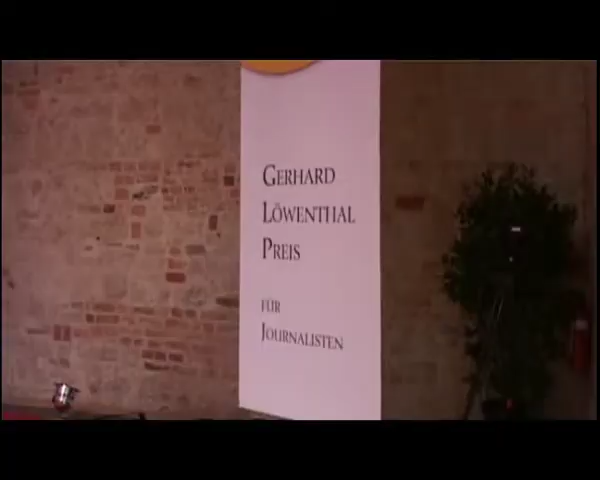 GERHARD
LÖWENTHAL
PREIS
FÜR
JOURNALISTEN